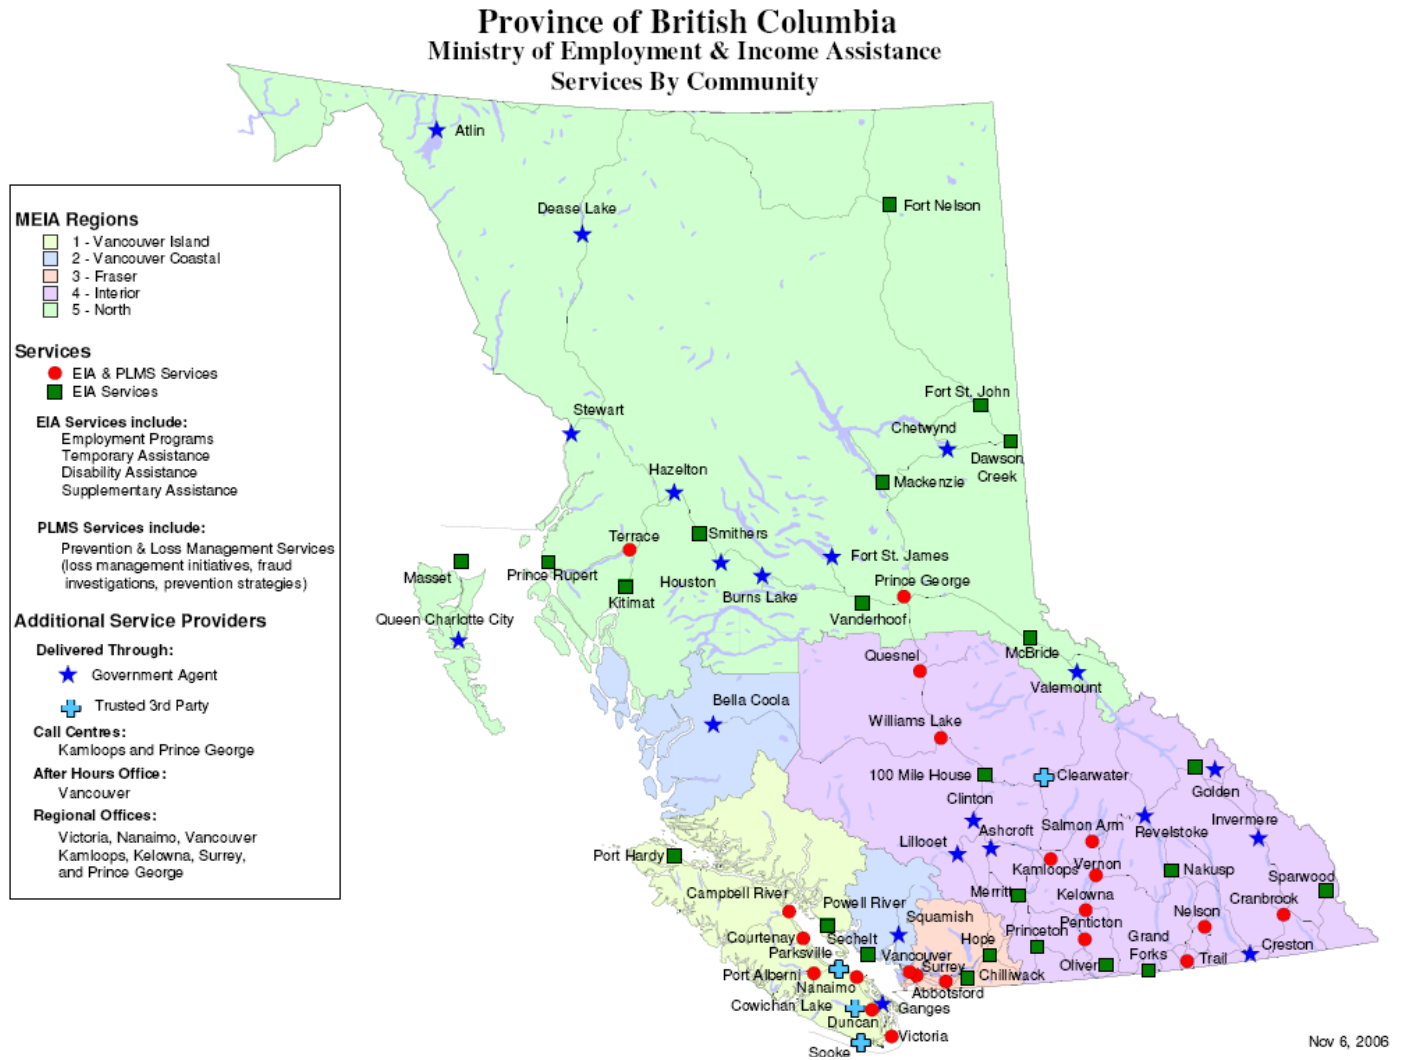 Province of British Columbia
Ministry of Employment & Income Assistance
Services By Community
MEIA Regions
1 - Vancouver Island
2 - Vancouver Coastal
3 - Fraser
4 - Interior
5 - North
Services
EIA & PLMS Services
EIA Services
EIA Services include:
Employment Programs
Temporary Assistance
Disability Assistance
Supplementary Assistance
PLMS Services include:
Prevention & Loss Management Services
(loss management initiatives, fraud
investigations, prevention strategies)
Additional Service Providers
Delivered Through:
Government Agent
Trusted 3rd Party
Call Centres:
Kamloops and Prince George
After Hours Office:
Vancouver
Regional Offices:
Victoria, Nanaimo, Vancouver
Kamloops, Kelowna, Surrey,
and Prince George
Atlin
Dease Lake
Fort Nelson
Fort St. John
Stewart
Chetwynd
Dawson
Creek
Hazelton
Mackenzie
Terrace
Smithers
Fort St. James
Masset
Prince Rupert
Houston
Prince George
Kitimat
Burns Lake
Queen Charlotte City
Vanderhoof
Quesnel
McBride
Valemount
Bella Coola
Williams Lake
100 Mile House
Clearwater
Golden
Clinton
Ashcroft
Salmon Arm
Revelstoke
Invermere
Lillooet
Port Hardy
Kamloops
Vernon
Nakusp
Sparwood
Campbell River
Powell River
Merritt
Kelowna
Cranbrook
Squamish
Penticton
Nelson
Courtenay
Sechelt
Hope
Princeton
Grand
Forks
Creston
Parksville
Vancouver
Oliver
Trail
Port Alberni
Surrey
Chilliwack
Nanaimo
Abbotsford
Cowichan Lake
Ganges
Duncan
Victoria
Sooke
Nov 6, 2006